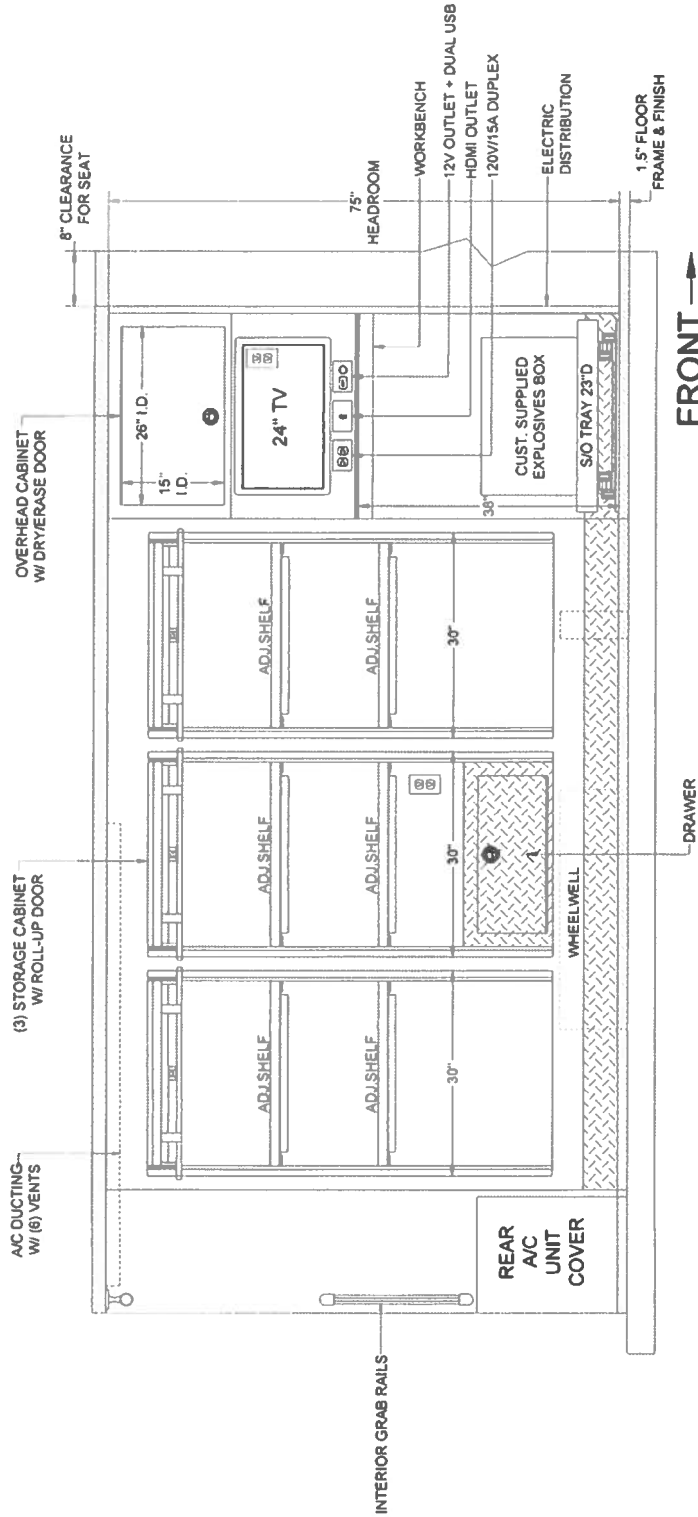 A/C DUCTING
W/ (6) VENTS
(3) STORAGE CABINET
W/ ROLL-UP DOOR
OVERHEAD CABINET
W/ DRY/ERASE DOOR
8" CLEARANCE
FOR SEAT
26" I.D.
15"
I.D.
24" TV
75"
HEADROOM
WORKBENCH
12V OUTLET + DUAL USB
HDMI OUTLET
120V/15A DUPLEX
ELECTRIC
DISTRIBUTION
1.5" FLOOR
FRAME & FINISH
ADJ.SHELF
ADJ.SHELF
30"
ADJ.SHELF
ADJ.SHELF
30"
ADJ.SHELF
ADJ.SHELF
30"
38"
CUST. SUPPLIED
EXPLOSIVES BOX
S/O TRAY 23"D
INTERIOR GRAB RAILS
REAR
A/C
UNIT
COVER
WHEELWELL
DRAWER
FRONT